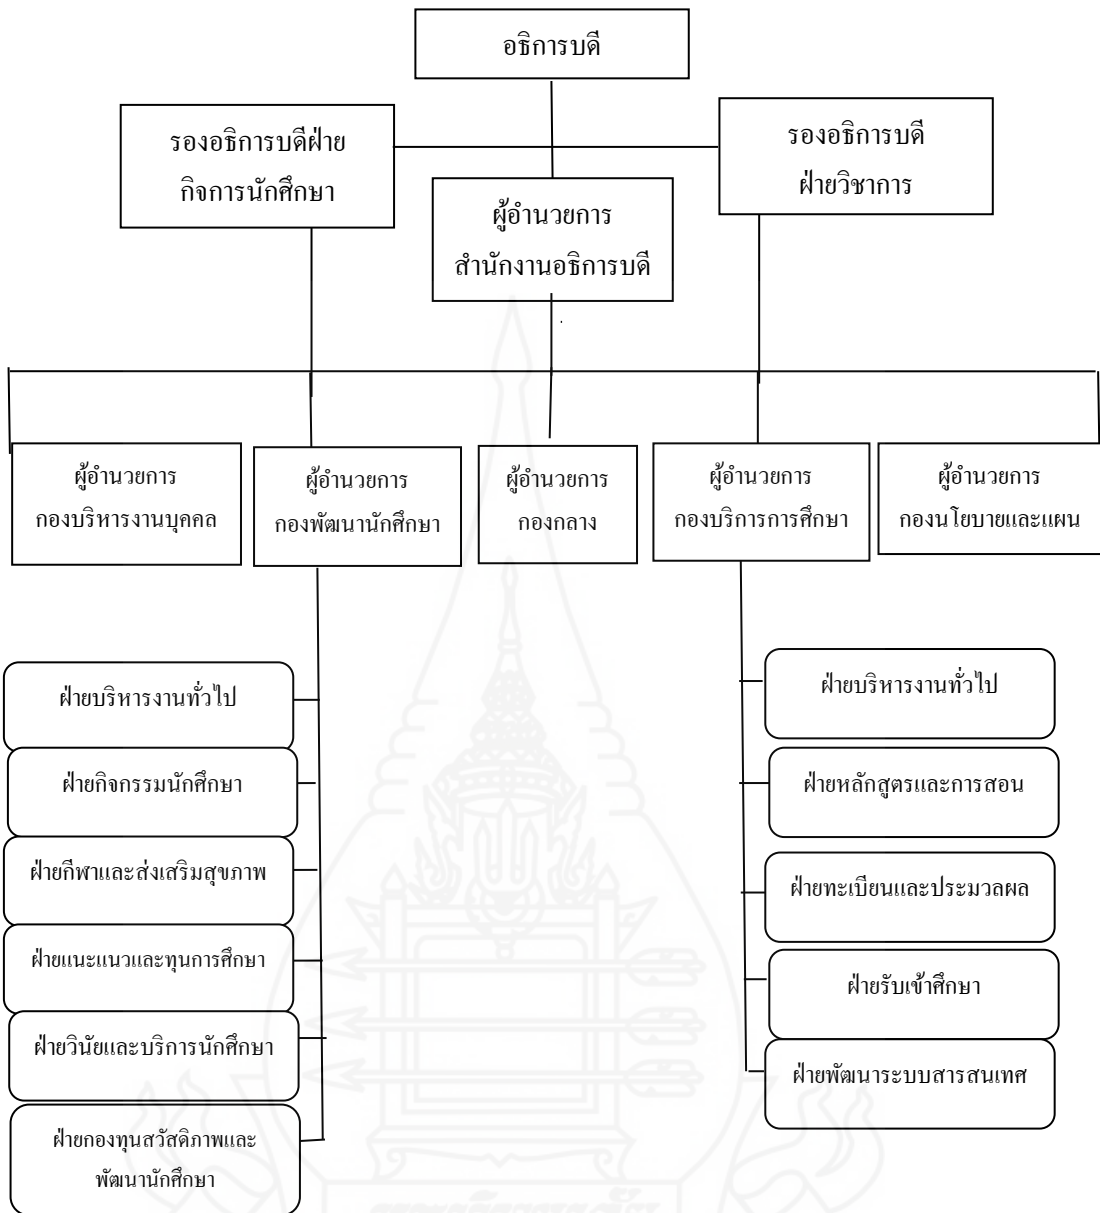 อธิการบดี
รองอธิการบดีฝ่าย
กิจการนักศึกษา
รองอธิการบดี
ฝ่ายวิชาการ
ผู้อำนวยการ
สำนักงานอธิการบดี
ผู้อำนวยการ
กองบริหารงานบุคคล
ผู้อำนวยการ
กองพัฒนานักศึกษา
ผู้อำนวยการ
กองกลาง
ผู้อำนวยการ
กองบริการการศึกษา
ผู้อำนวยการ
กองนโยบายและแผน
ฝ่ายบริหารงานทั่วไป
ฝ่ายกิจกรรมนักศึกษา
ฝ่ายกีฬาและส่งเสริมสุขภาพ
ฝ่ายแนะแนวและทุนการศึกษา
ฝ่ายวินัยและบริการนักศึกษา
ฝ่ายกองทุนสวัสดิภาพและ
พัฒนานักศึกษา
ฝ่ายบริหารงานทั่วไป
ฝ่ายหลักสูตรและการสอน
ฝ่ายทะเบียนและประมวลผล
ฝ่ายรับเข้าศึกษา
ฝ่ายพัฒนาระบบสารสนเทศ